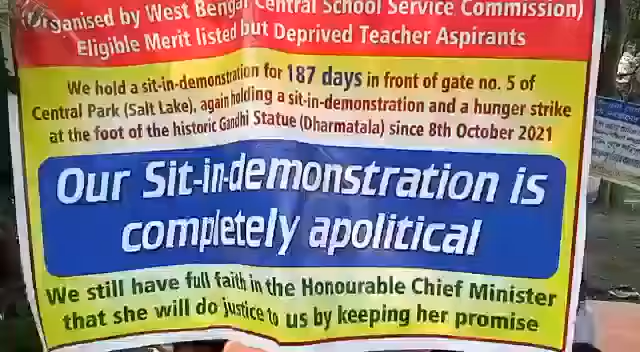 (Organised by West Bengal Central School Service Commission)
Eligible Merit listed but Deprived Teacher Aspirants
We hold a sit-in-demonstration for 187 days in front of gate no. 5 of
Central Park (Salt Lake), again holding a sit-in-demonstration and a hunger strike
at the foot of the historic Gandhi Statue (Dharmatala) since 8th October 2021
Our Sit-in-demonstration is
completely apolitical
We still have full faith in the Honourable Chief Minister
that she will do justice to us by keeping her promise